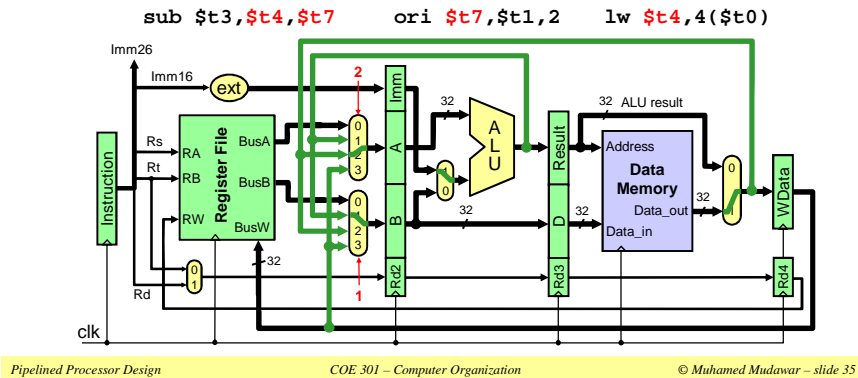 sub $t3,$t4,$t7 ori $t7,$t1,2 lw $t4,4($t0)
Imm26
Imm16
ext
2
Imm
32
A
L
U
32
ALU result
Instruction
Rs
Rt
RA
RB
RW
Register File
BusA
BusB
BusW
0
1
2
3
A
1
0
Result
Address
Data
Memory
Data_out
Data_in
32
0
1
WData
0
1
2
3
B
32
D
32
32
0
1
Rd
1
Rd2
Rd3
Rd4
clk
Pipelined Processor Design COE 301 – Computer Organization © Muhamed Mudawar – slide 35